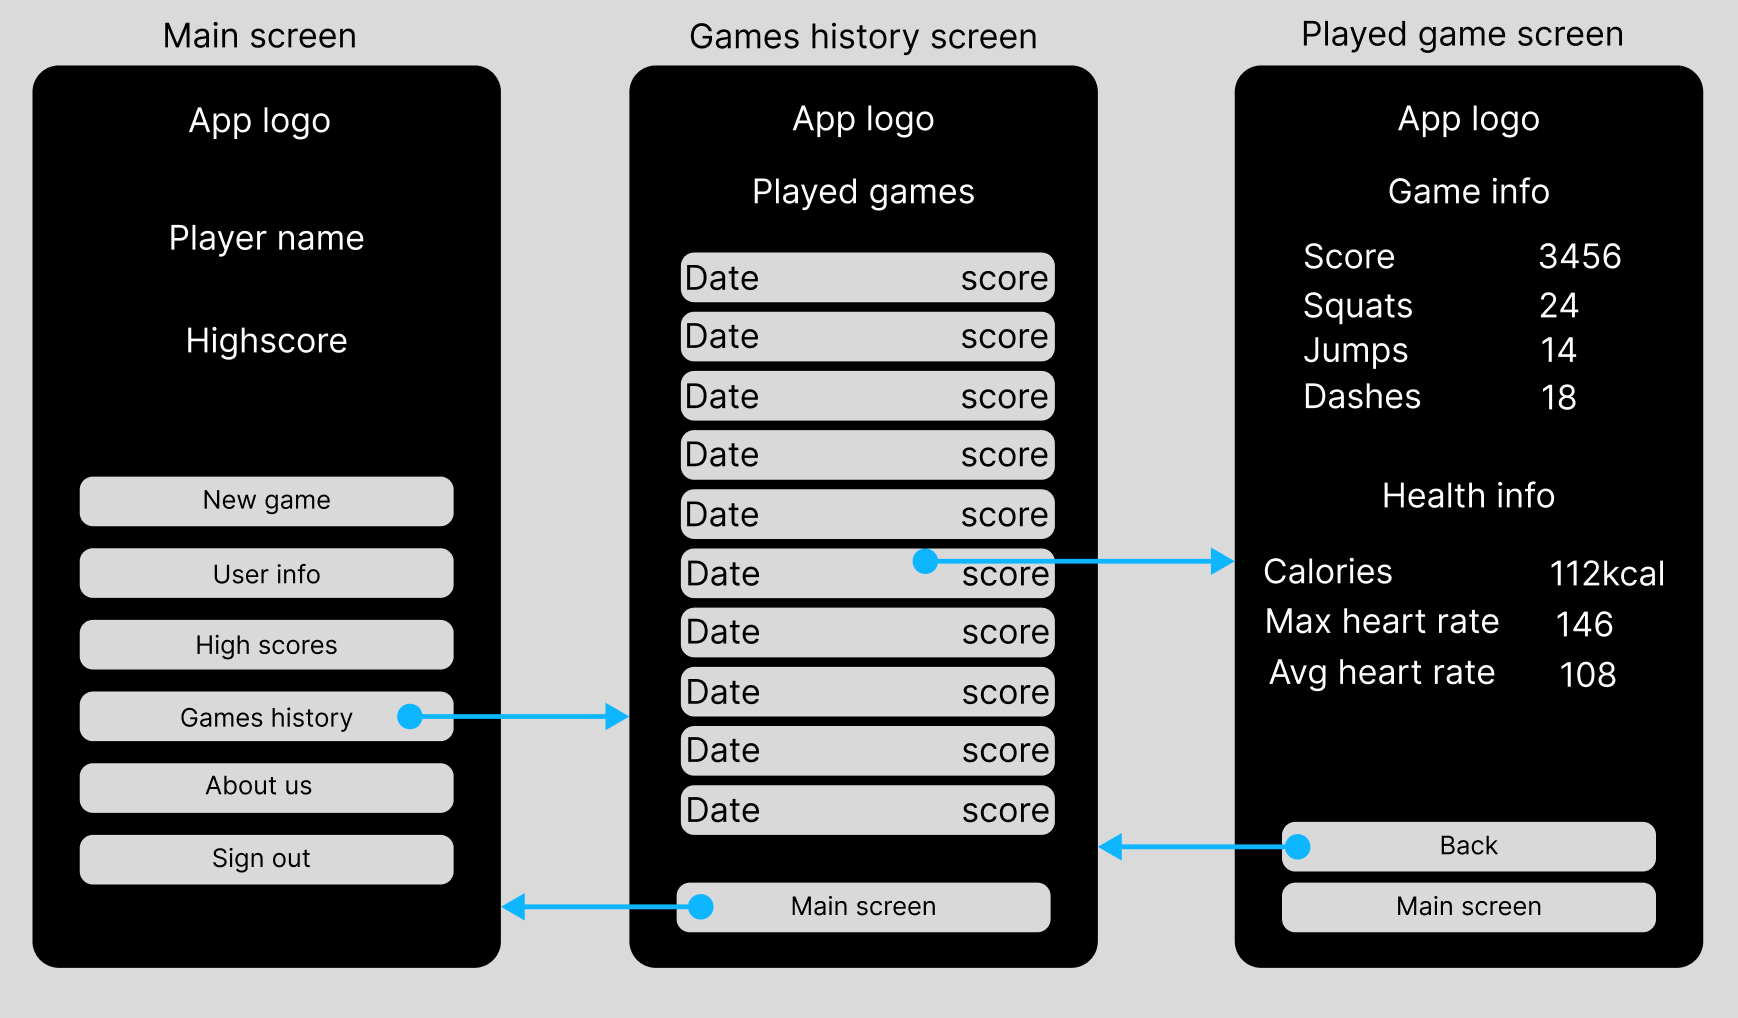 Main screen
App logo
Player name
Highscore
New game
User info
High scores
Games history
About us
Sign out
Games history screen
App logo
Played games
Date score
Date score
Date score
Date score
Date score
Date score
Date score
Date score
Date score
Date score
Main screen
Played game screen
App logo
Game info
Score 3456
Squats 24
Jumps 14
Dashes 18
Health info
Calories 112kcal
Max heart rate 146
Avg heart rate 108
Back
Main screen